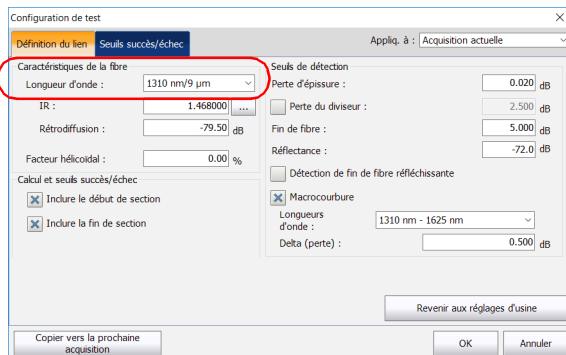 Configuration de test
Définition du lien
Seuils succès/échec
Appliq. à :
Acquisition actuelle
Caractéristiques de la fibre
Longueur d'onde :
1310 nm/9 µm
IR :
1.468000
...
Rétrodiffusion :
-79.50 dB
Facteur hélicoïdal :
0.00 %
Calcul et seuils succès/échec
Inclure le début de section
Inclure la fin de section
Seuils de détection
Perte d'épissure :
0.020 dB
Perte du diviseur :
2.500 dB
Fin de fibre :
5.000 dB
Réflectance :
-72.0 dB
Détection de fin de fibre réfléchissante
Macrocourbure
Longueurs
d'onde :
1310 nm - 1625 nm
Delta (perte) :
0.500 dB
Revenir aux réglages d'usine
Copier vers la prochaine
acquisition
OK
Annuler